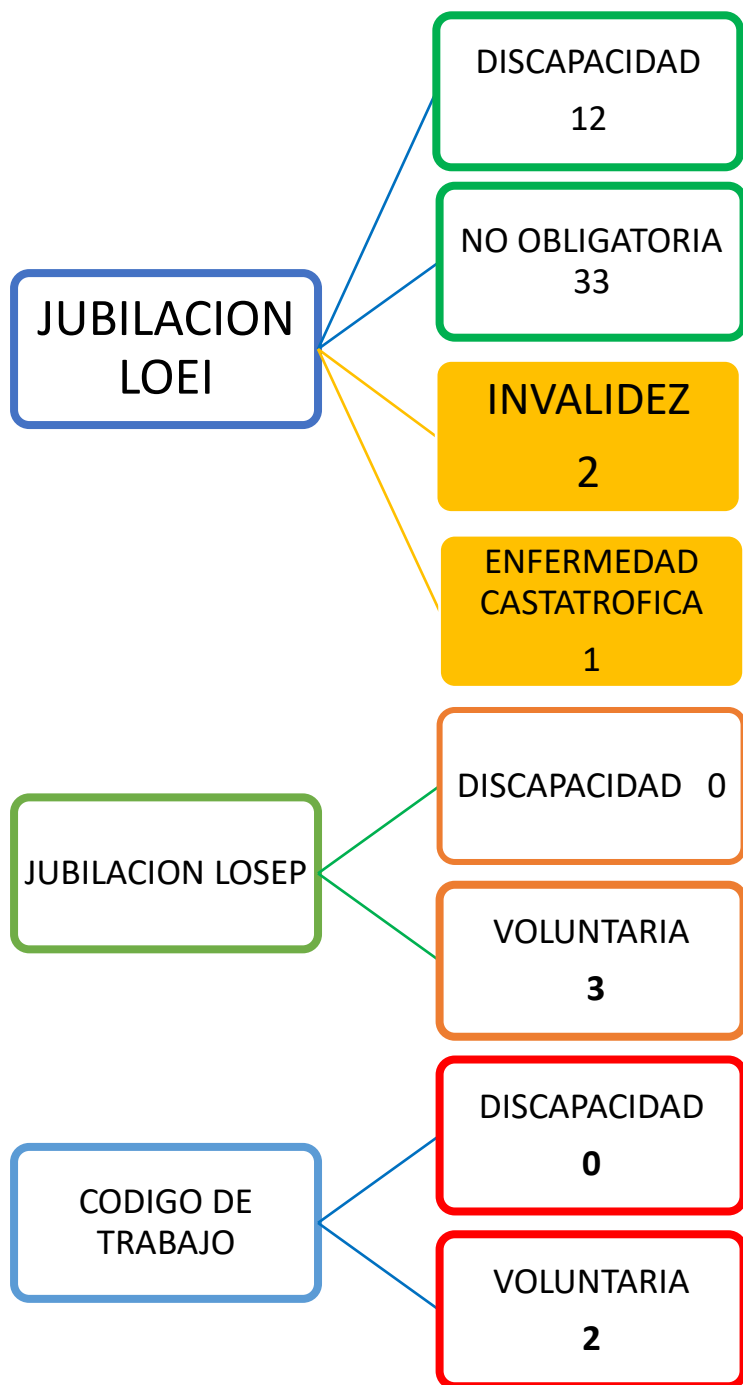 DISCAPACIDAD
12
NO OBLIGATORIA
33
JUBILACION
LOEI
INVALIDEZ
2
ENFERMEDAD
CASTATROFICA
1
DISCAPACIDAD 0
JUBILACION LOSEP
VOLUNTARIA
3
DISCAPACIDAD
0
CODIGO DE
TRABAJO
VOLUNTARIA
2